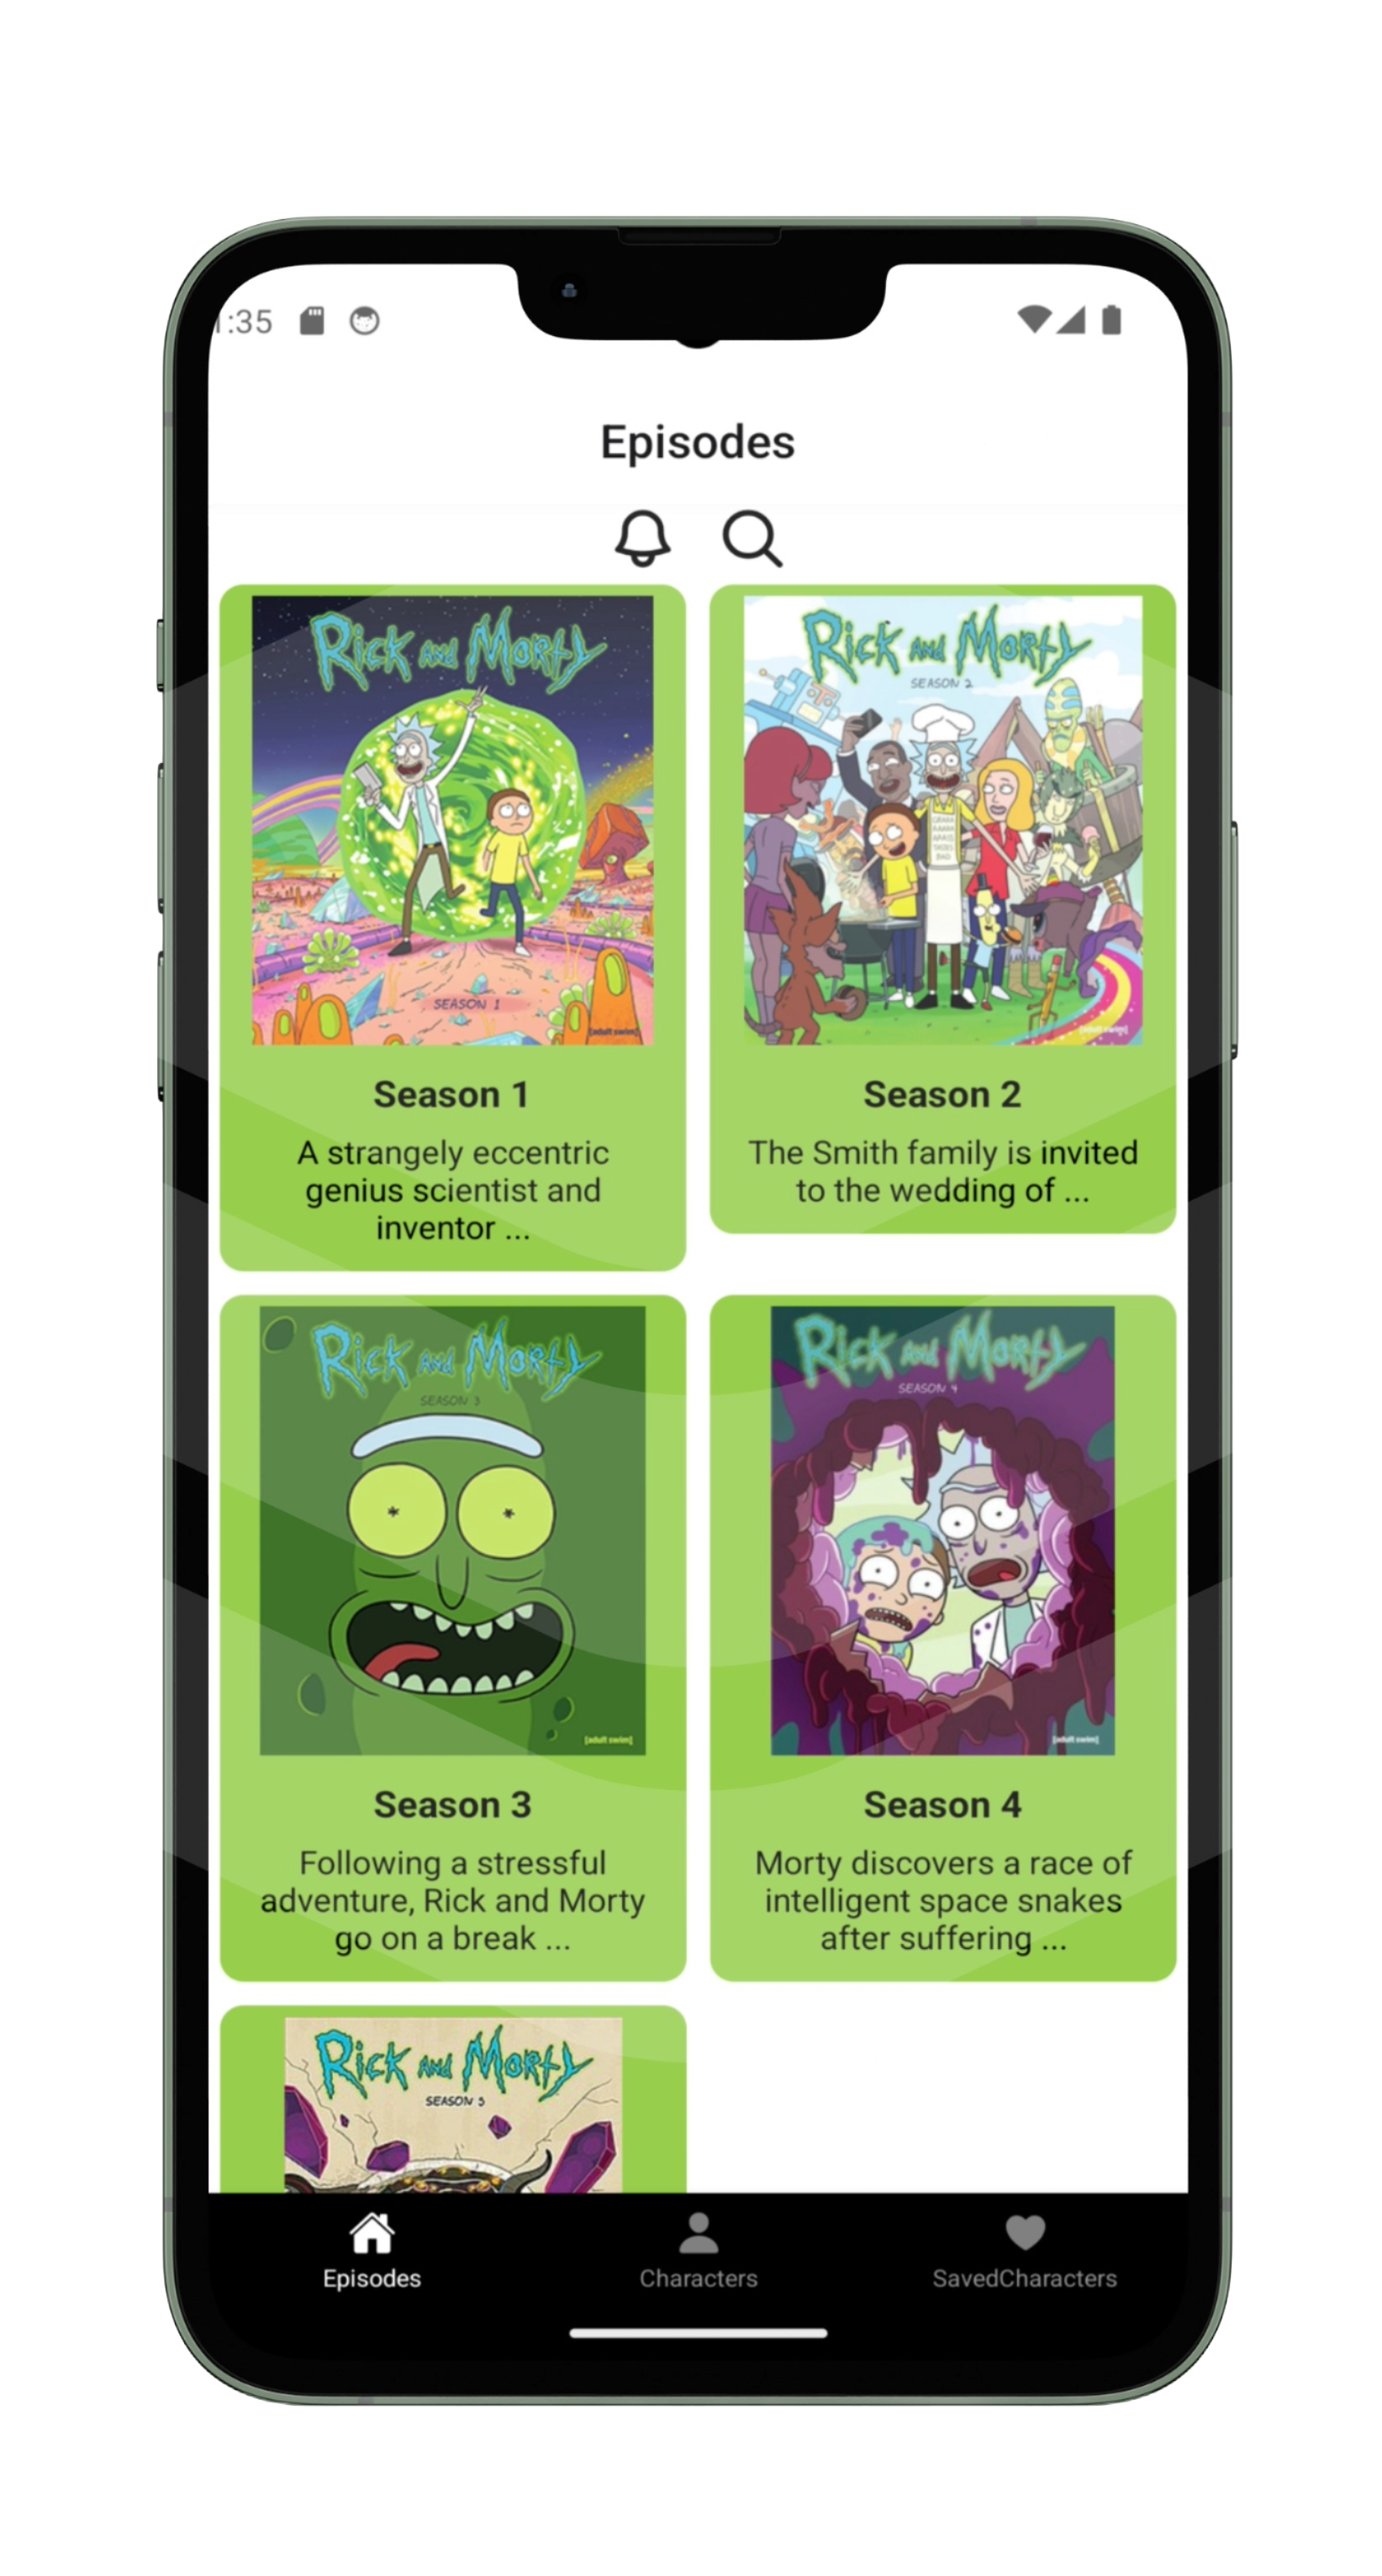 :35
Episodes
Rick and Morty
SEASON 1
[adult swim]
Season 1
A strangely eccentric
genius scientist and
inventor ...
Rick and Morty
SEASON 2
[adult swim]
Season 2
The Smith family is invited
to the wedding of ...
Rick and Morty
SEASON 3
[adult swim]
Season 3
Following a stressful
adventure, Rick and Morty
go on a break ...
Rick and Morty
SEASON 4
[adult swim]
Season 4
Morty discovers a race of
intelligent space snakes
after suffering ...
Rick and Morty
SEASON 5
Episodes
Characters
SavedCharacters